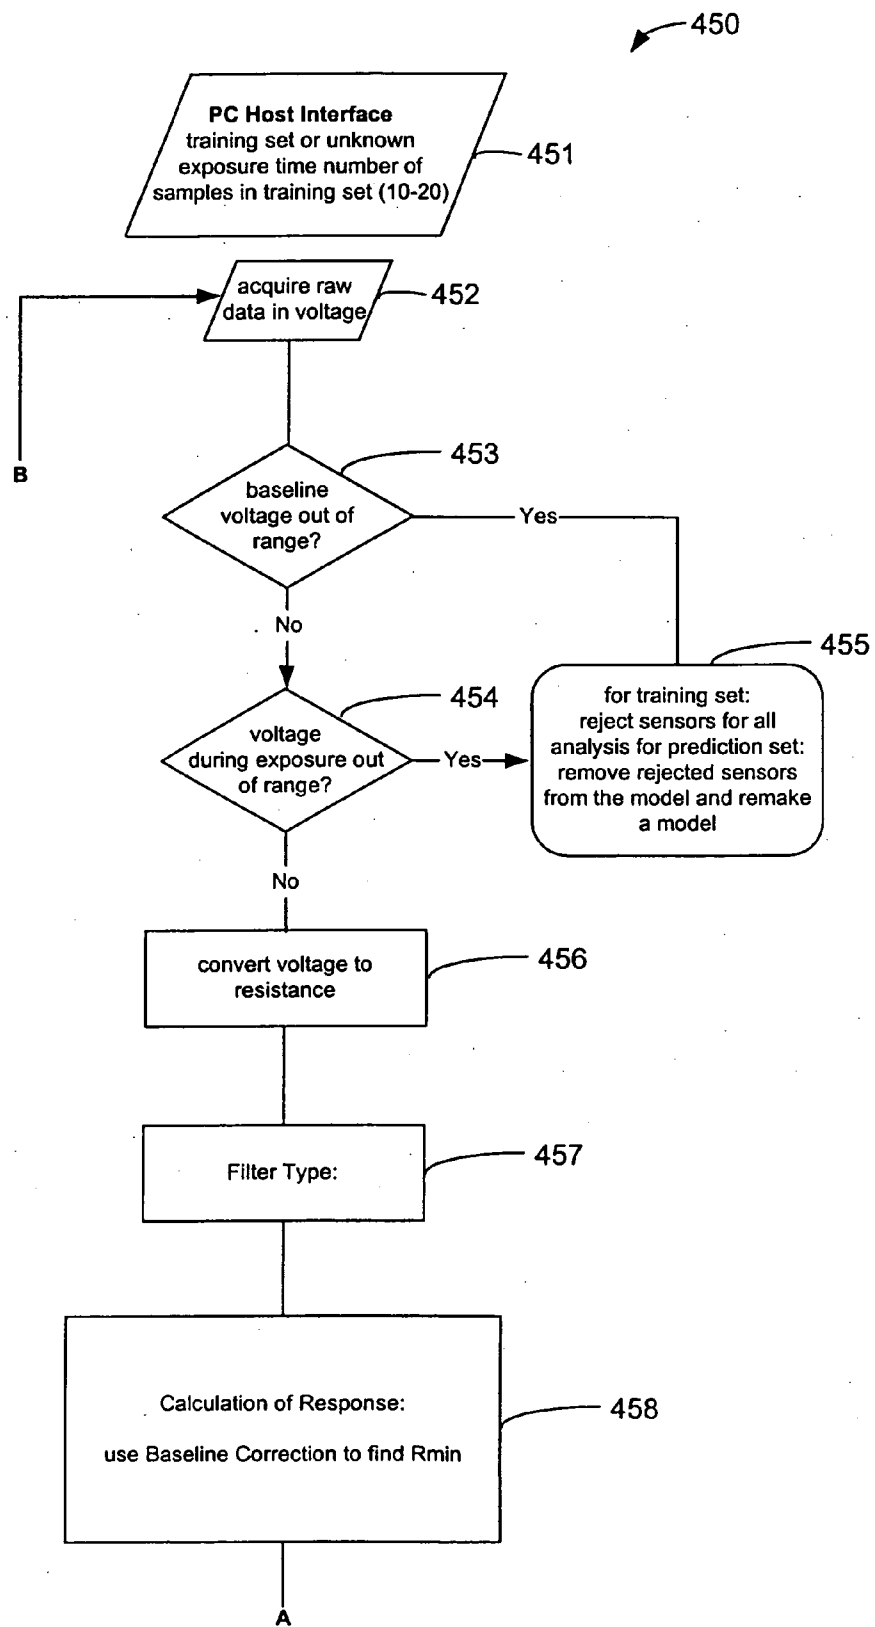 450
PC Host Interface
training set or unknown
exposure time number of
samples in training set (10-20)
451
acquire raw
data in voltage
452
B
453
baseline
voltage out of
range?
Yes
No
455
454
voltage
during exposure out
of range?
Yes
for training set:
reject sensors for all
analysis for prediction set:
remove rejected sensors
from the model and remake
a model
No
convert voltage to
resistance
456
Filter Type:
457
Calculation of Response:
use Baseline Correction to find Rmin
458
A